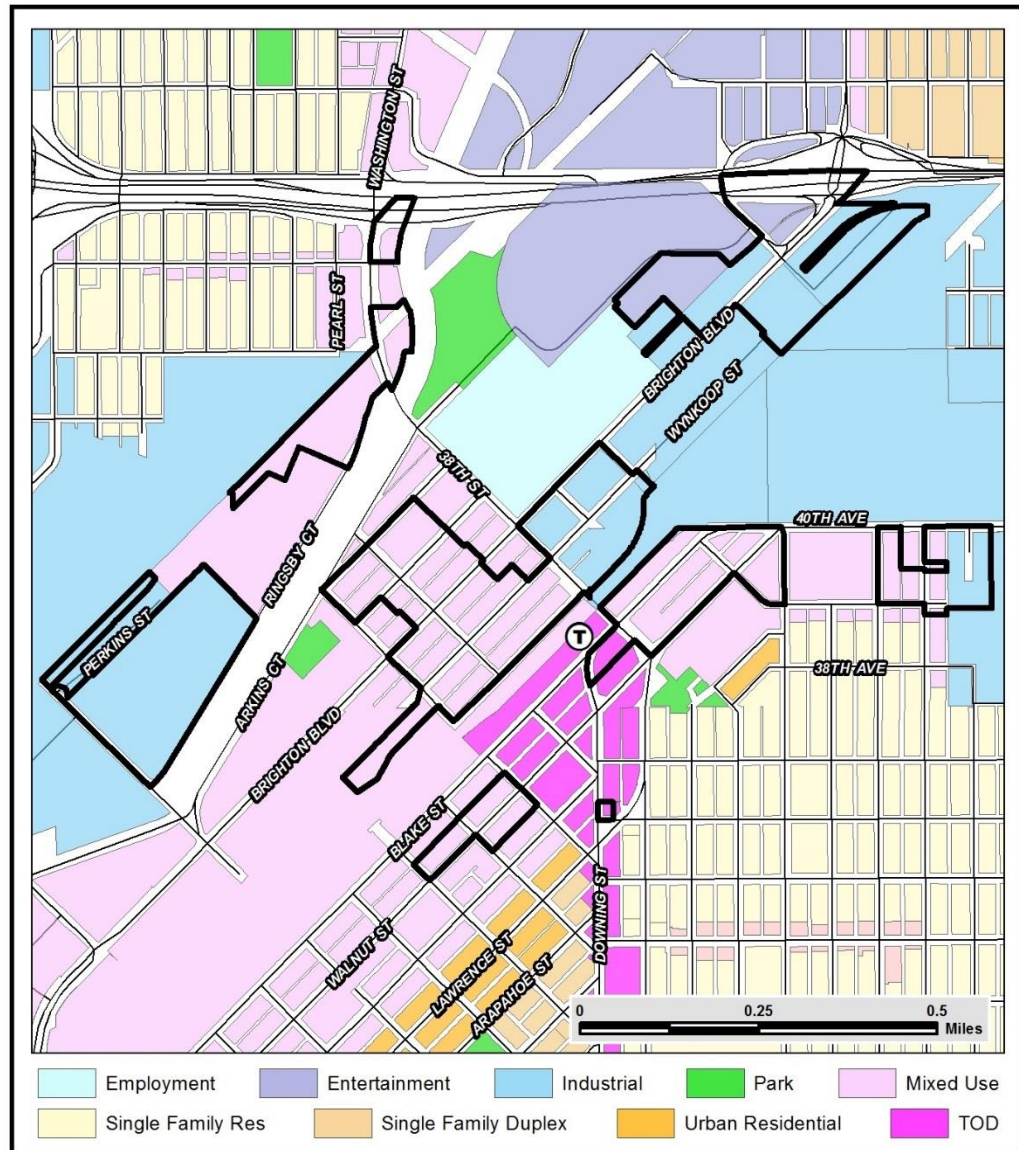 WASHINGTON ST
PEARL ST
BRIGHTON BLVD
WYNKOOP ST
38TH ST
40TH AVE
RINGSBY CT
T
PERKINS ST
38TH AVE
ARKINS CT
BRIGHTON BLVD
BLAKE ST
DOWNING ST
WALNUT ST
LAWRENCE ST
ARAPAHOE ST
0 0.25 0.5
Miles
Employment Entertainment Industrial Park Mixed Use
Single Family Res Single Family Duplex Urban Residential TOD